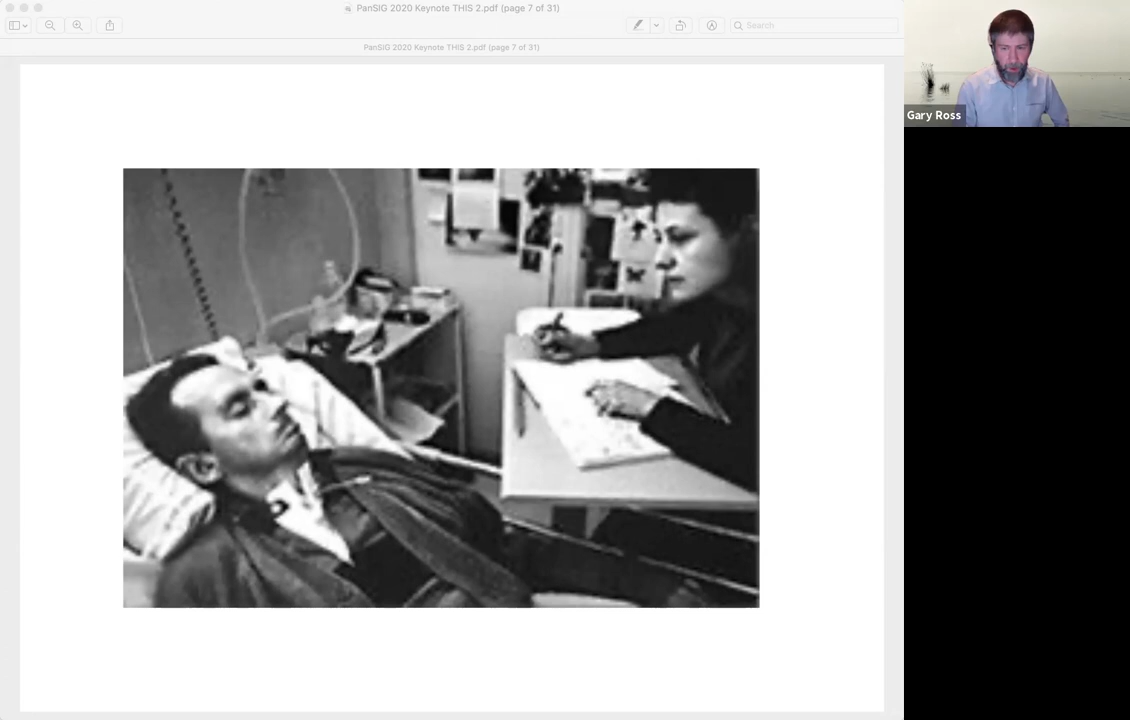 PanSIG 2020 Keynote THIS 2.pdf (page 7 of 31)
Search
PanSIG 2020 Keynote THIS 2.pdf (page 7 of 31)
Gary Ross